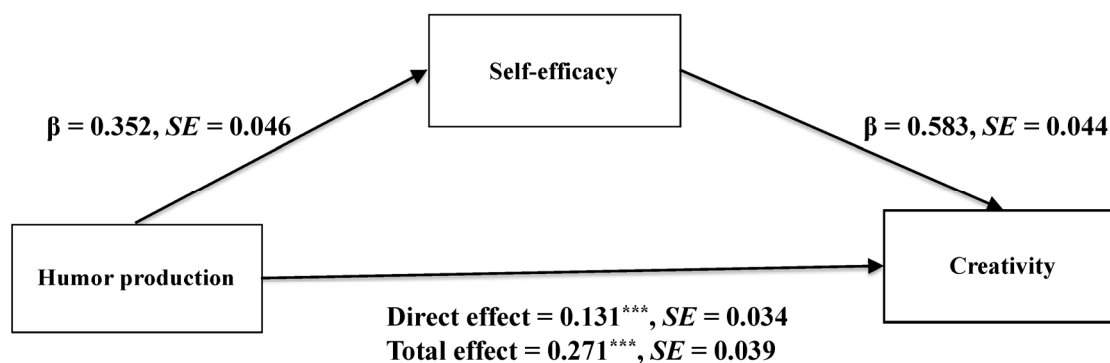 Self-efficacy
β = 0.352, SE = 0.046
β = 0.583, SE = 0.044
Humor production
Creativity
Direct effect = 0.131***, SE = 0.034
Total effect = 0.271***, SE = 0.039